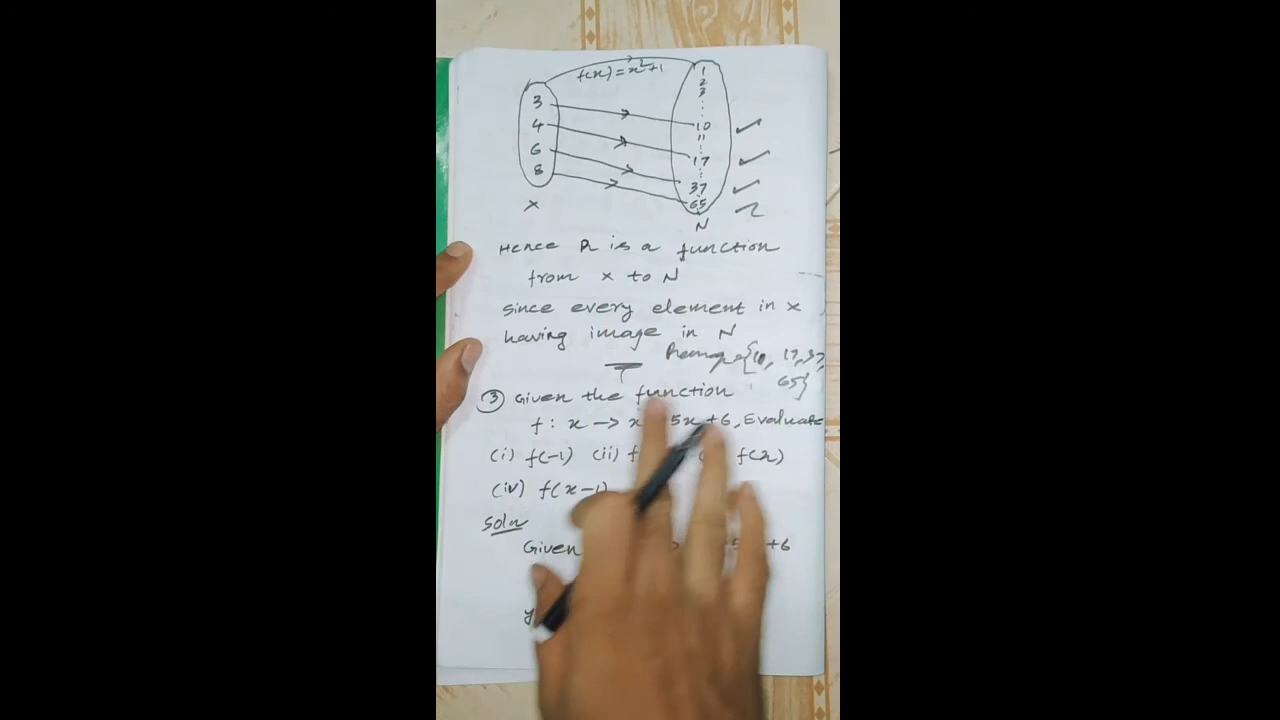 f(x) = x²+1
3
4
6
8
x
1
2
3
⋮
10
11
⋮
17
⋮
37
65
N
Hence R is a function
from x to N
since every element in x
having image in N
{10, 17, 37,
65}
③ Given the function
f : x → x 5x +6, Evaluate
(i) f(-1) (ii) f f(x)
(iv) f(x-1)
Soln
Given +6
y